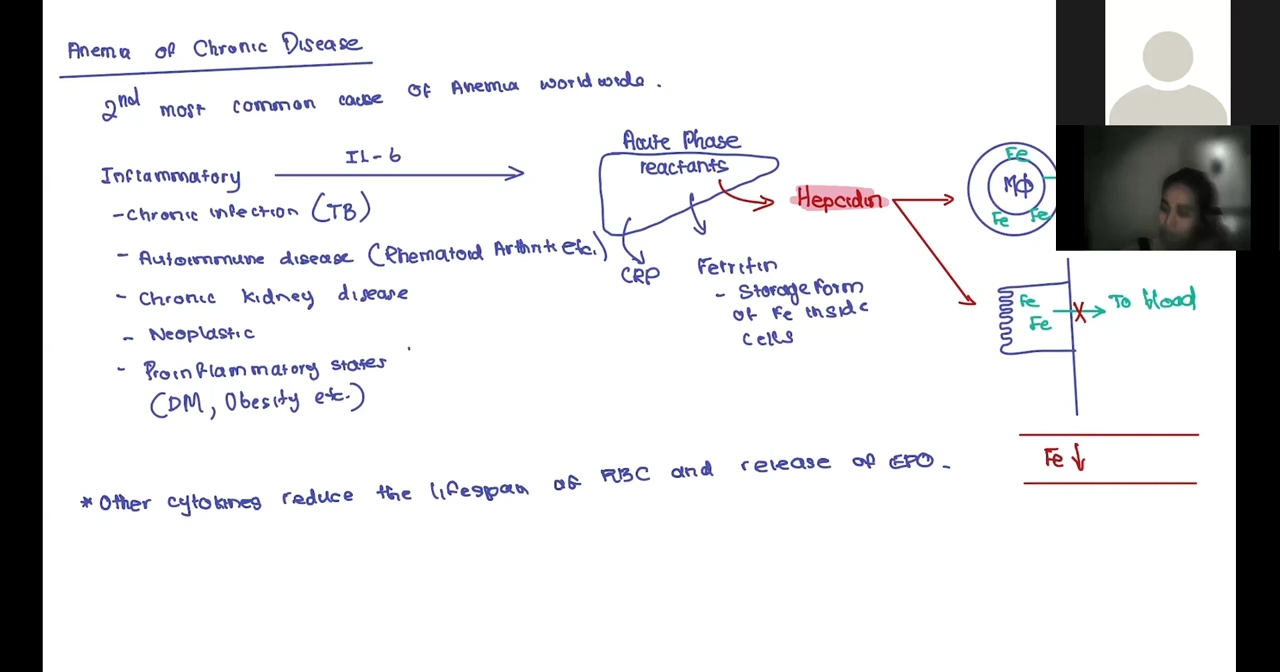 Anema of Chronic Disease
2nd most common cause of Anemia worldwide.
Inflammatory
IL-6
-Chronic infection (TB)
- Autoimmune disease (Rhematoid Arthritis etc.)
- Chronic kidney disease
- Neoplastic
- Proinflammatory states
(DM, Obesity etc.)
Acute Phase
reactants
CRP
Ferritin
- Storage form
of Fe inside
cells
Hepcidin
Fe
MΦ
Fe Fe
Fe
Fe
X
To blood
Fe ↓
* Other cytokines reduce the lifespan of RBC and release of EPO.